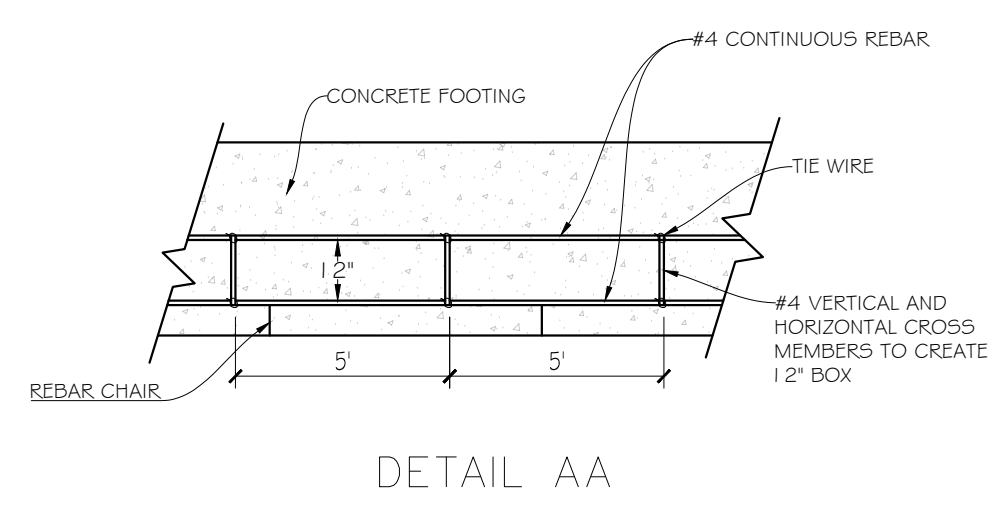 #4 CONTINUOUS REBAR
CONCRETE FOOTING
TIE WIRE
12"
#4 VERTICAL AND
HORIZONTAL CROSS
MEMBERS TO CREATE
12" BOX
5'
5'
REBAR CHAIR
DETAIL AA